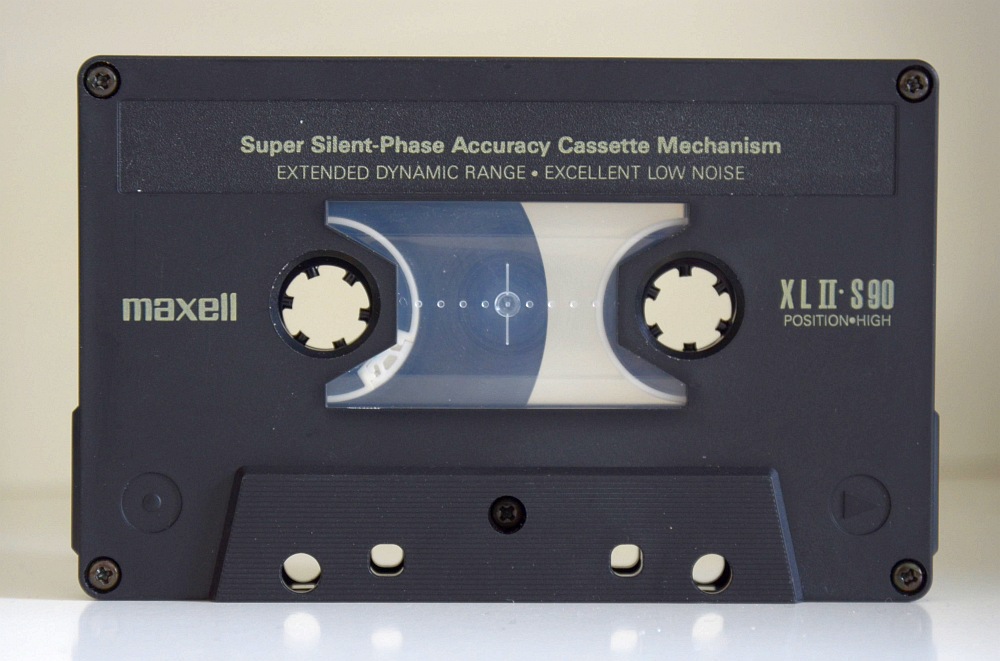 Super Silent-Phase Accuracy Cassette Mechanism
EXTENDED DYNAMIC RANGE • EXCELLENT LOW NOISE
maxell
XL II·S 90
POSITION•HIGH